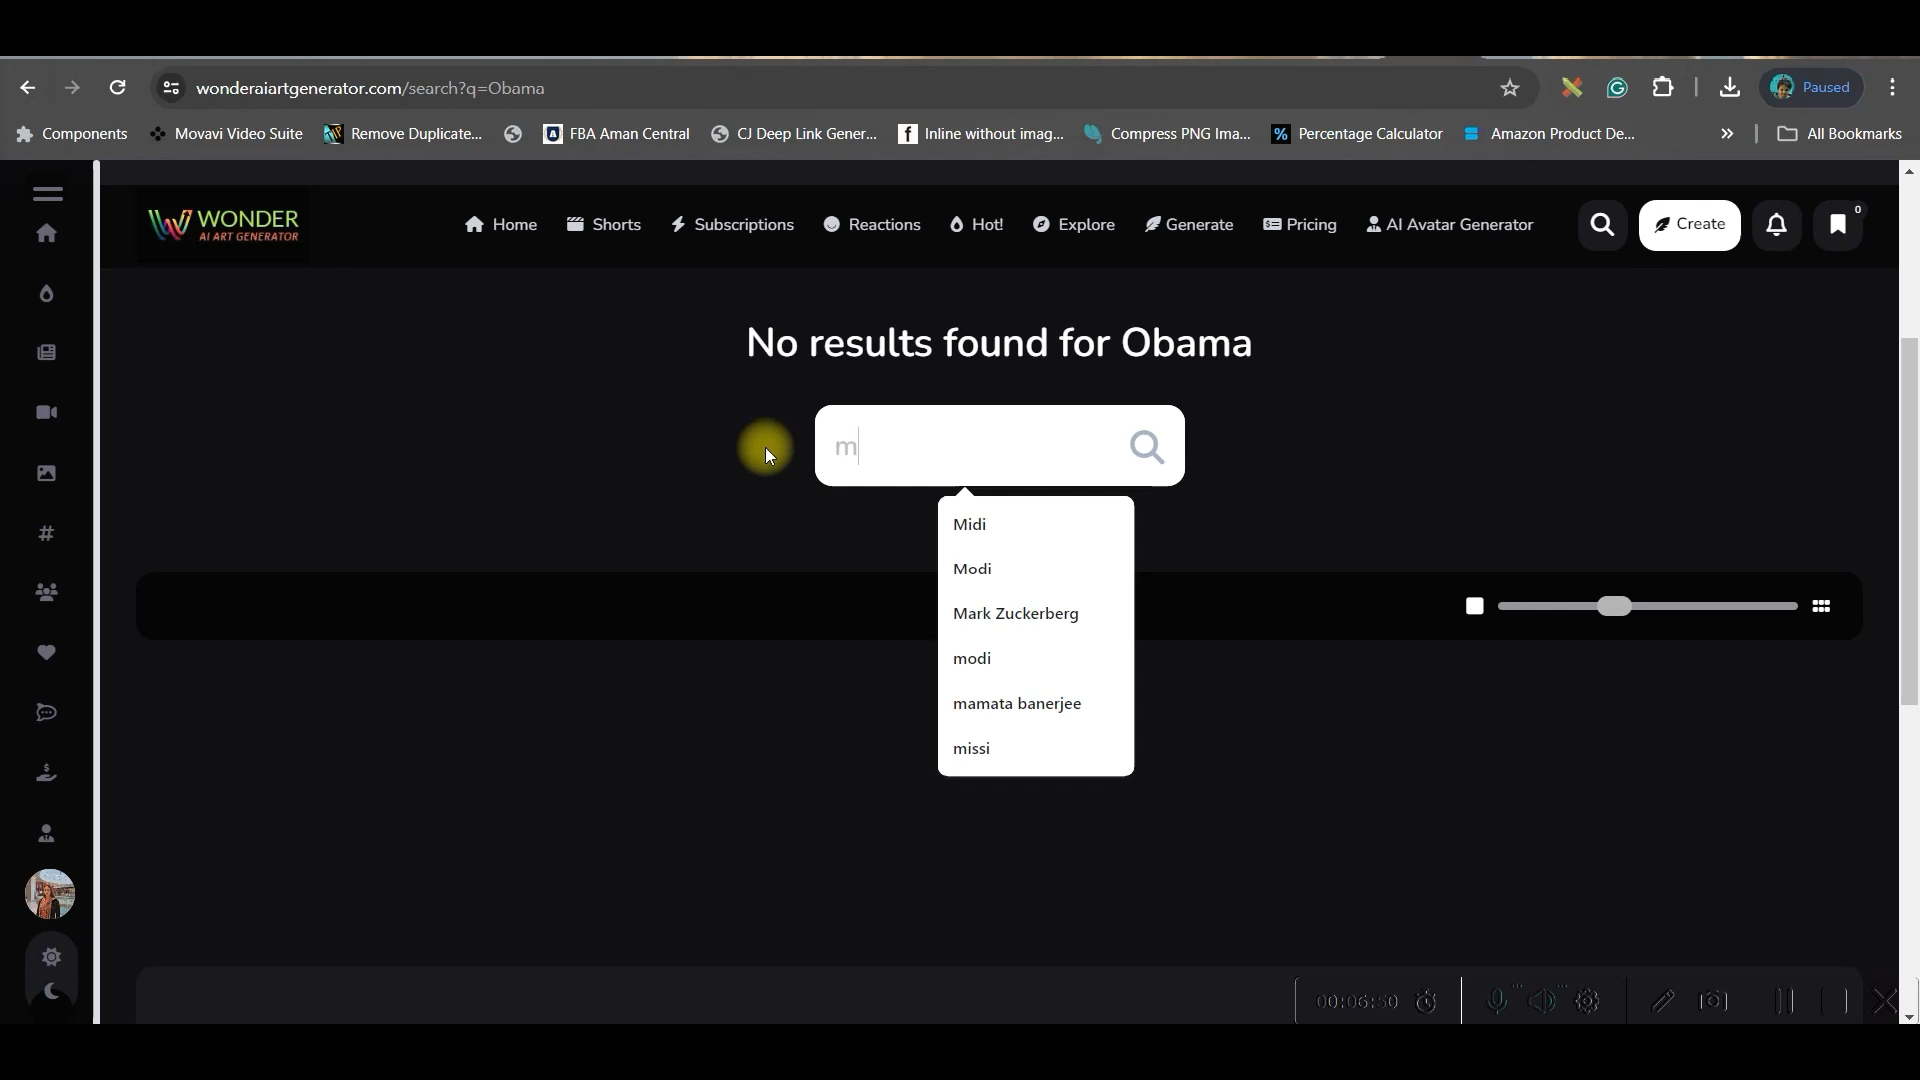 wonderaiartgenerator.com/search?q=Obama
Paused
Components
Movavi Video Suite
Remove Duplicate...
FBA Aman Central
CJ Deep Link Gener...
Inline without imag...
Compress PNG Ima...
Percentage Calculator
Amazon Product De...
»
All Bookmarks
WONDER
AI ART GENERATOR
Home
Shorts
Subscriptions
Reactions
Hot!
Explore
Generate
Pricing
AI Avatar Generator
Create
0
No results found for Obama
m
Midi
Modi
Mark Zuckerberg
modi
mamata banerjee
missi
00:06:50